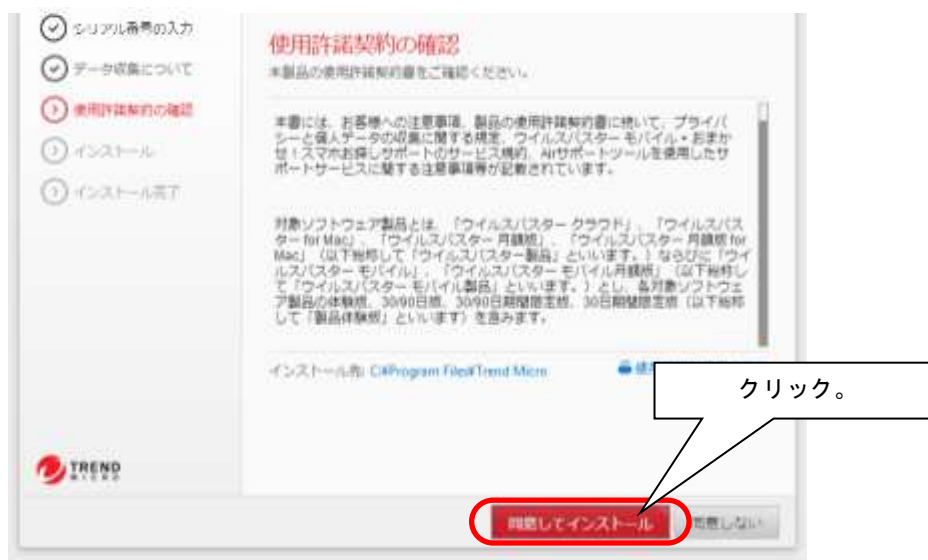 シリアル番号の入力
データ収集について
使用許諾契約の確認
インストール
インストール完了
使用許諾契約の確認
本製品の使用許諾契約書をご確認ください。
本書には、お客様への注意事項、製品の使用許諾契約書に続いて、プライバ
シーと個人データの収集に関する規定、ウイルスバスター モバイル・おまか
せ!スマホお探しサポートのサービス規約、Airサポートツールを使用したサ
ポートサービスに関する注意事項等が記載されています。
対象ソフトウェア製品とは、「ウイルスバスター クラウド」、「ウイルスバス
ター for Mac」、「ウイルスバスター 月額版」、「ウイルスバスター 月額版 for
Mac」（以下総称して「ウイルスバスター製品」といいます。）ならびに「ウイ
ルスバスター モバイル」、「ウイルスバスター モバイル月額版」（以下総称し
て「ウイルスバスター モバイル製品」といいます。）とし、各対象ソフトウェ
ア製品の体験版、30/90日版、30/90日期間限定版、30日期間限定版（以下総称
して「製品体験版」といいます）を含みます。
インストール先: C:¥Program Files¥Trend Micro
使
クリック。
TREND
MICRO
同意してインストール
同意しない